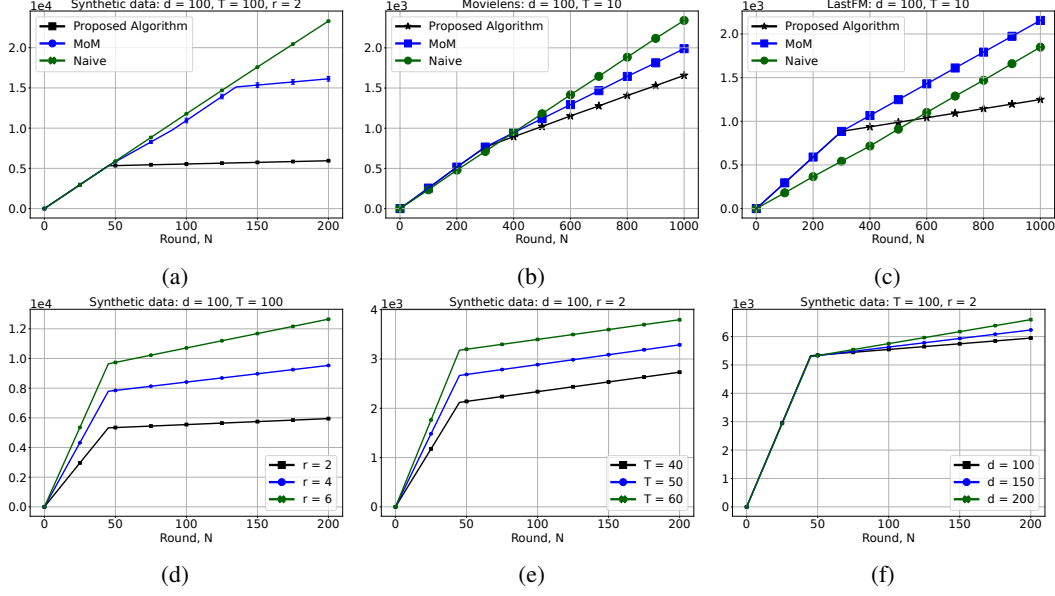 Synthetic data: d = 100, T = 100, r = 2
1e4
Proposed Algorithm
MoM
Naive
2.0
1.5
1.0
0.5
0.0
0 50 100 150 200
Round, N
(a)
Movielens: d = 100, T = 10
1e3
Proposed Algorithm
MoM
Naive
2.5
2.0
1.5
1.0
0.5
0.0
0 200 400 600 800 1000
Round, N
(b)
LastFM: d = 100, T = 10
1e3
Proposed Algorithm
MoM
Naive
2.0
1.5
1.0
0.5
0.0
0 200 400 600 800 1000
Round, N
(c)
Synthetic data: d = 100, T = 100
1e4
1.2
1.0
0.8
0.6
0.4
0.2
0.0
r = 2
r = 4
r = 6
0 50 100 150 200
Round, N
(d)
Synthetic data: d = 100, r = 2
1e3
4
3
2
1
0
T = 40
T = 50
T = 60
0 50 100 150 200
Round, N
(e)
Synthetic data: T = 100, r = 2
1e3
6
5
4
3
2
1
0
d = 100
d = 150
d = 200
0 50 100 150 200
Round, N
(f)